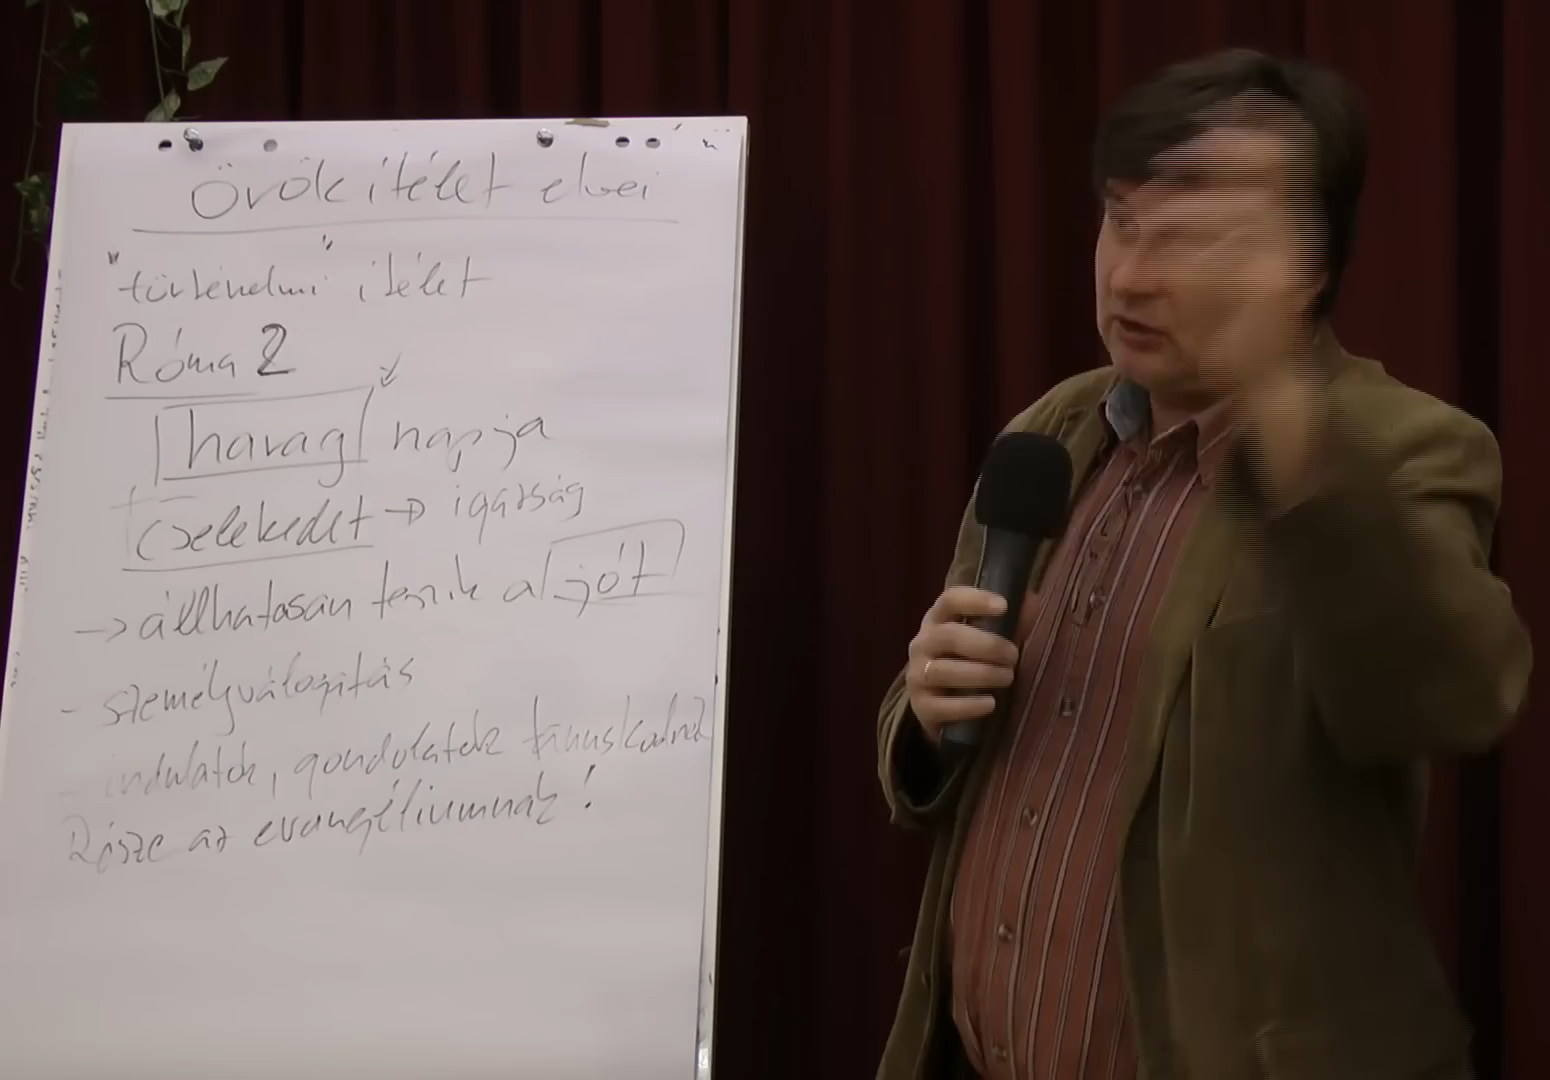 Örök ítélet elvei
"történelmi" ítélet
Róma 2
harag napja
cselekedet → igazság
→ állhatatosan teszik a jót
- személyválogatás
- indulatok, gondolatok tanúskodnak
Része az evangéliumnak!